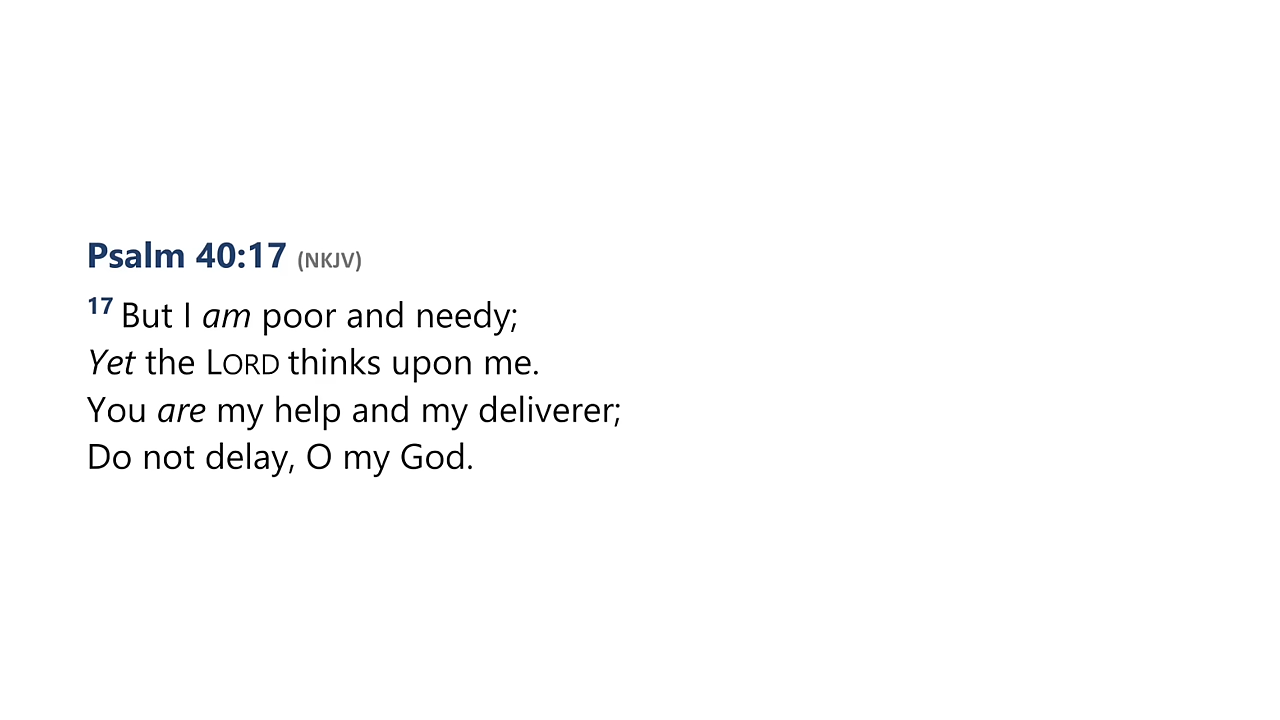 Psalm 40:17 (NKJV)
17 But I am poor and needy;
Yet the LORD thinks upon me.
You are my help and my deliverer;
Do not delay, O my God.